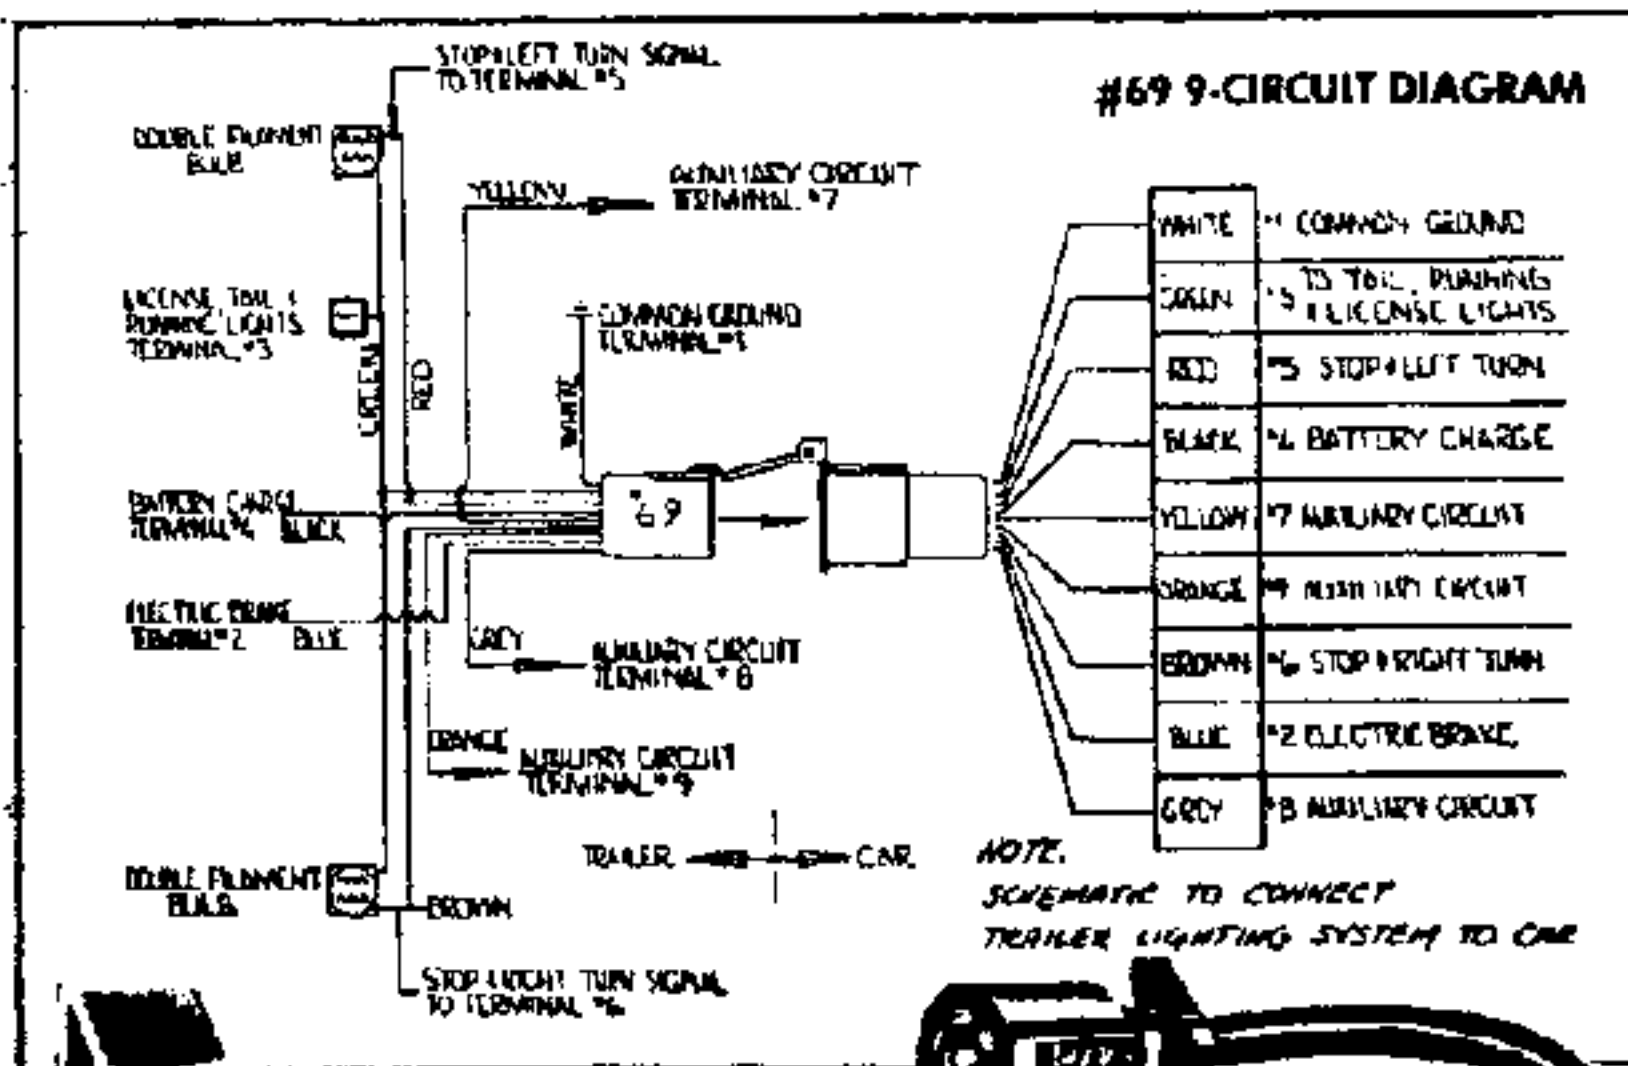 #69 9-CIRCUIT DIAGRAM
STOP & LEFT TURN SIGNAL
TO TERMINAL #5
DOUBLE FILAMENT
BULB
YELLOW
AUXILIARY CIRCUIT
TERMINAL #7
LICENSE, TAIL &
RUNNING LIGHTS
TERMINAL #3
GREEN
RED
WHITE
COMMON GROUND
TERMINAL #1
#69
BATTERY CHARGE
TERMINAL #4 BLACK
ELECTRIC BRAKE
TERMINAL #2 BLUE
GREY
AUXILIARY CIRCUIT
TERMINAL #8
ORANGE
AUXILIARY CIRCUIT
TERMINAL #9
TRAILER CAR
DOUBLE FILAMENT
BULB
BROWN
STOP & RIGHT TURN SIGNAL
TO TERMINAL #6
WHITE #1 COMMON GROUND
GREEN TO TAIL, RUNNING
& LICENSE LIGHTS
RED #5 STOP & LEFT TURN
BLACK #4 BATTERY CHARGE
YELLOW #7 AUXILIARY CIRCUIT
ORANGE #9 AUXILIARY CIRCUIT
BROWN #6 STOP & RIGHT TURN
BLUE #2 ELECTRIC BRAKE
GREY #8 AUXILIARY CIRCUIT
NOTE:
SCHEMATIC TO CONNECT
TRAILER LIGHTING SYSTEM TO CAR